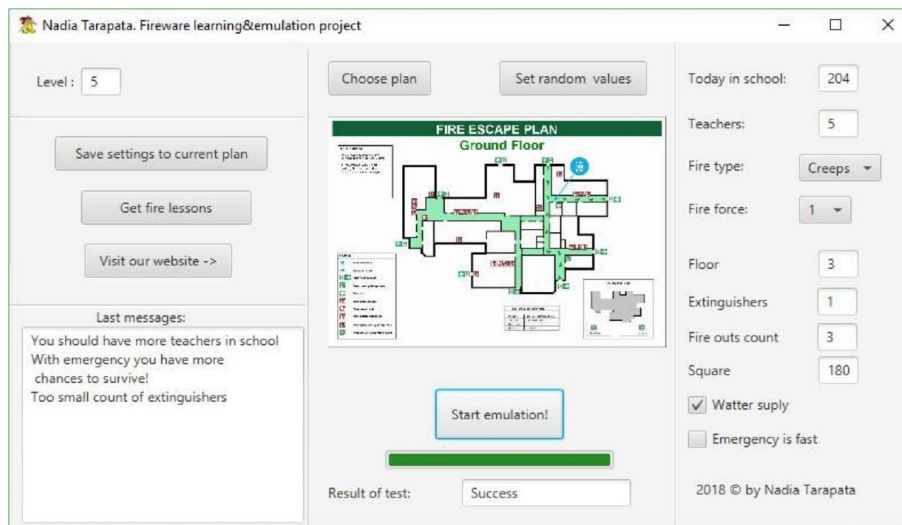 Nadia Tarapata. Fireware learning&emulation project
Level : 5
Save settings to current plan
Get fire lessons
Visit our website ->
Last messages:
You should have more teachers in school
With emergency you have more
chances to survive!
Too small count of extinguishers
Choose plan
Set random values
FIRE ESCAPE PLAN
Ground Floor
Start emulation!
Result of test: Success
Today in school: 204
Teachers: 5
Fire type: Creeps
Fire force: 1
Floor 3
Extinguishers 1
Fire outs count 3
Square 180
Watter suply
Emergency is fast
2018 © by Nadia Tarapata